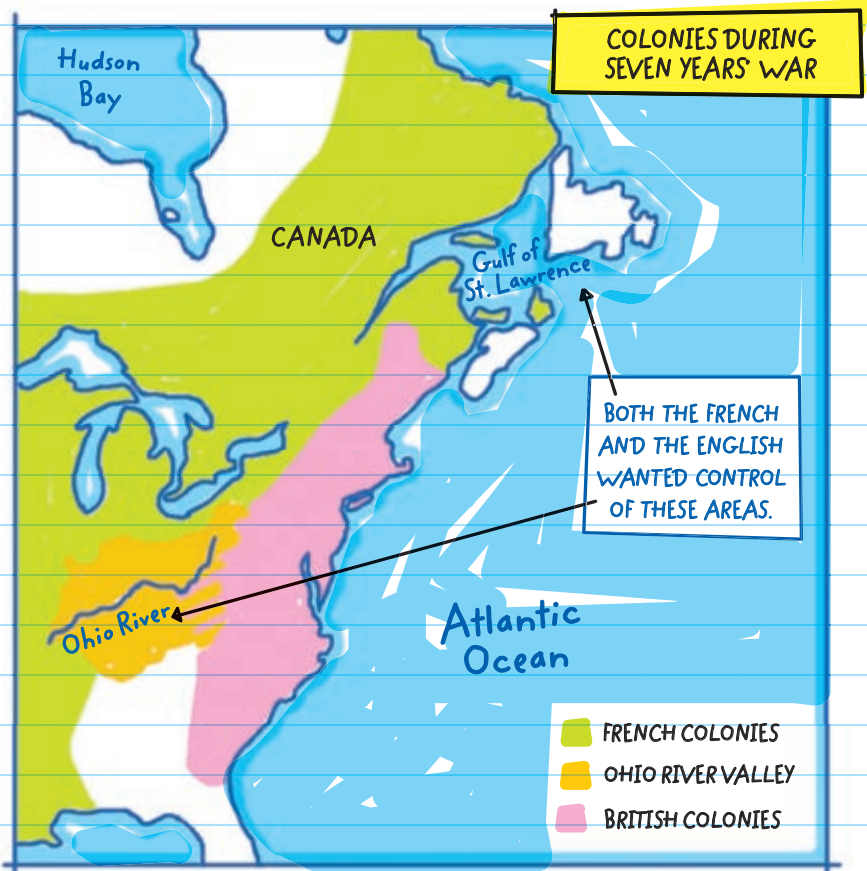 COLONIES DURING
SEVEN YEARS' WAR
Hudson
Bay
CANADA
Gulf of
St. Lawrence
BOTH THE FRENCH
AND THE ENGLISH
WANTED CONTROL
OF THESE AREAS.
Ohio River
Atlantic
Ocean
FRENCH COLONIES
OHIO RIVER VALLEY
BRITISH COLONIES